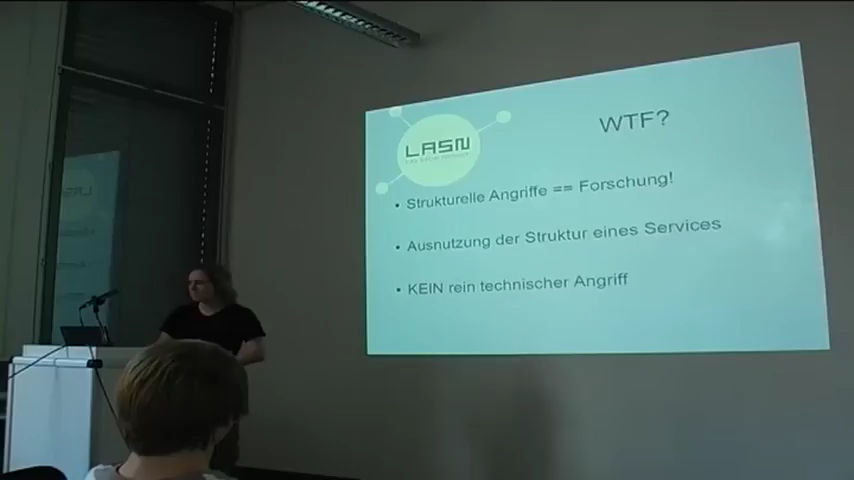 WTF?
LASN
• Strukturelle Angriffe == Forschung!
• Ausnutzung der Struktur eines Services
• KEIN rein technischer Angriff